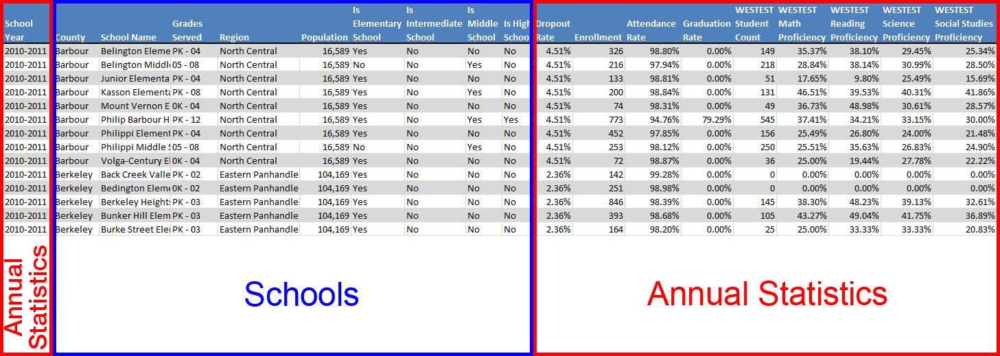 School Year County School Name Grades Served Region Population Is Elementary School Is Intermediate School Is Middle School Is High Schoo Dropout Rate Enrollment Attendance Rate Graduation Rate WESTEST Student Count WESTEST Math Proficiency WESTEST Reading Proficiency WESTEST Science Proficiency WESTEST Social Studies Proficiency
2010-2011 Barbour Belington Eleme PK - 04 North Central 16,589 Yes No No No 4.51% 326 98.80% 0.00% 149 35.37% 38.10% 29.45% 25.34%
2010-2011 Barbour Belington Middl 05 - 08 North Central 16,589 No No Yes No 4.51% 216 97.94% 0.00% 218 28.84% 38.14% 30.99% 28.50%
2010-2011 Barbour Junior Elementa PK - 04 North Central 16,589 Yes No No No 4.51% 133 98.81% 0.00% 51 17.65% 9.80% 25.49% 15.69%
2010-2011 Barbour Kasson Elementa PK - 08 North Central 16,589 Yes No Yes No 4.51% 200 98.84% 0.00% 131 46.51% 39.53% 40.31% 41.86%
2010-2011 Barbour Mount Vernon E 0K - 04 North Central 16,589 Yes No No No 4.51% 74 98.31% 0.00% 49 36.73% 48.98% 30.61% 28.57%
2010-2011 Barbour Philip Barbour H PK - 12 North Central 16,589 Yes No Yes Yes 4.51% 773 94.76% 79.29% 545 37.41% 34.21% 33.15% 30.00%
2010-2011 Barbour Philippi Element PK - 04 North Central 16,589 Yes No No No 4.51% 452 97.85% 0.00% 156 25.49% 26.80% 24.00% 21.48%
2010-2011 Barbour Philippi Middle S 05 - 08 North Central 16,589 No No Yes No 4.51% 253 98.12% 0.00% 250 25.51% 35.63% 26.83% 24.90%
2010-2011 Barbour Volga-Century El 0K - 04 North Central 16,589 Yes No No No 4.51% 72 98.87% 0.00% 36 25.00% 19.44% 27.78% 22.22%
2010-2011 Berkeley Back Creek Valle PK - 02 Eastern Panhandle 104,169 Yes No No No 2.36% 142 99.28% 0.00% 0 0.00% 0.00% 0.00% 0.00%
2010-2011 Berkeley Bedington Eleme 0K - 02 Eastern Panhandle 104,169 Yes No No No 2.36% 251 98.98% 0.00% 0 0.00% 0.00% 0.00% 0.00%
2010-2011 Berkeley Berkeley Heights PK - 03 Eastern Panhandle 104,169 Yes No No No 2.36% 846 98.39% 0.00% 145 38.30% 48.23% 39.13% 32.61%
2010-2011 Berkeley Bunker Hill Elem PK - 03 Eastern Panhandle 104,169 Yes No No No 2.36% 393 98.68% 0.00% 105 43.27% 49.04% 41.75% 36.89%
2010-2011 Berkeley Burke Street Ele PK - 03 Eastern Panhandle 104,169 Yes No No No 2.36% 164 98.20% 0.00% 25 25.00% 33.33% 33.33% 20.83%
Annual
Statistics
Schools
Annual Statistics